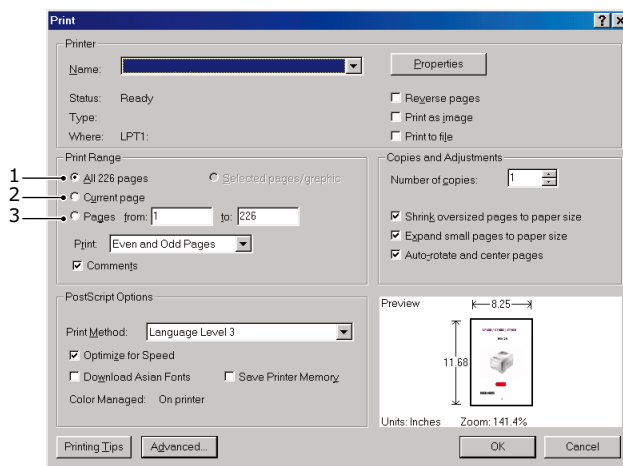 Print
Printer
Name:
Properties
Status: Ready
Reverse pages
Type:
Print as image
Where: LPT1:
Print to file
Print Range
1 All 226 pages Selected pages/graphic
2 Current page
3 Pages from: 1 to: 226
Print: Even and Odd Pages
Comments
Copies and Adjustments
Number of copies: 1
Shrink oversized pages to paper size
Expand small pages to paper size
Auto-rotate and center pages
PostScript Options
Print Method: Language Level 3
Optimize for Speed
Download Asian Fonts Save Printer Memory
Color Managed: On printer
Preview
8.25
11.68
Units: Inches Zoom: 141.4%
Printing Tips Advanced... OK Cancel